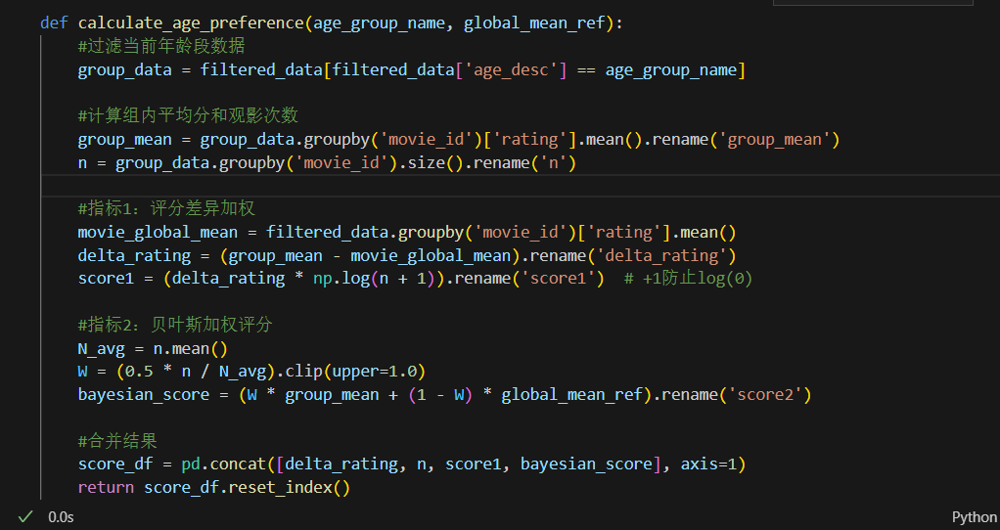 def calculate_age_preference(age_group_name, global_mean_ref):
    #过滤当前年龄段数据
    group_data = filtered_data[filtered_data['age_desc'] == age_group_name]
    #计算组内平均分和观影次数
    group_mean = group_data.groupby('movie_id')['rating'].mean().rename('group_mean')
    n = group_data.groupby('movie_id').size().rename('n')
    #指标1：评分差异加权
    movie_global_mean = filtered_data.groupby('movie_id')['rating'].mean()
    delta_rating = (group_mean - movie_global_mean).rename('delta_rating')
    score1 = (delta_rating * np.log(n + 1)).rename('score1')  # +1防止log(0)
    #指标2：贝叶斯加权评分
    N_avg = n.mean()
    W = (0.5 * n / N_avg).clip(upper=1.0)
    bayesian_score = (W * group_mean + (1 - W) * global_mean_ref).rename('score2')
    #合并结果
    score_df = pd.concat([delta_rating, n, score1, bayesian_score], axis=1)
    return score_df.reset_index()
0.0s
Python